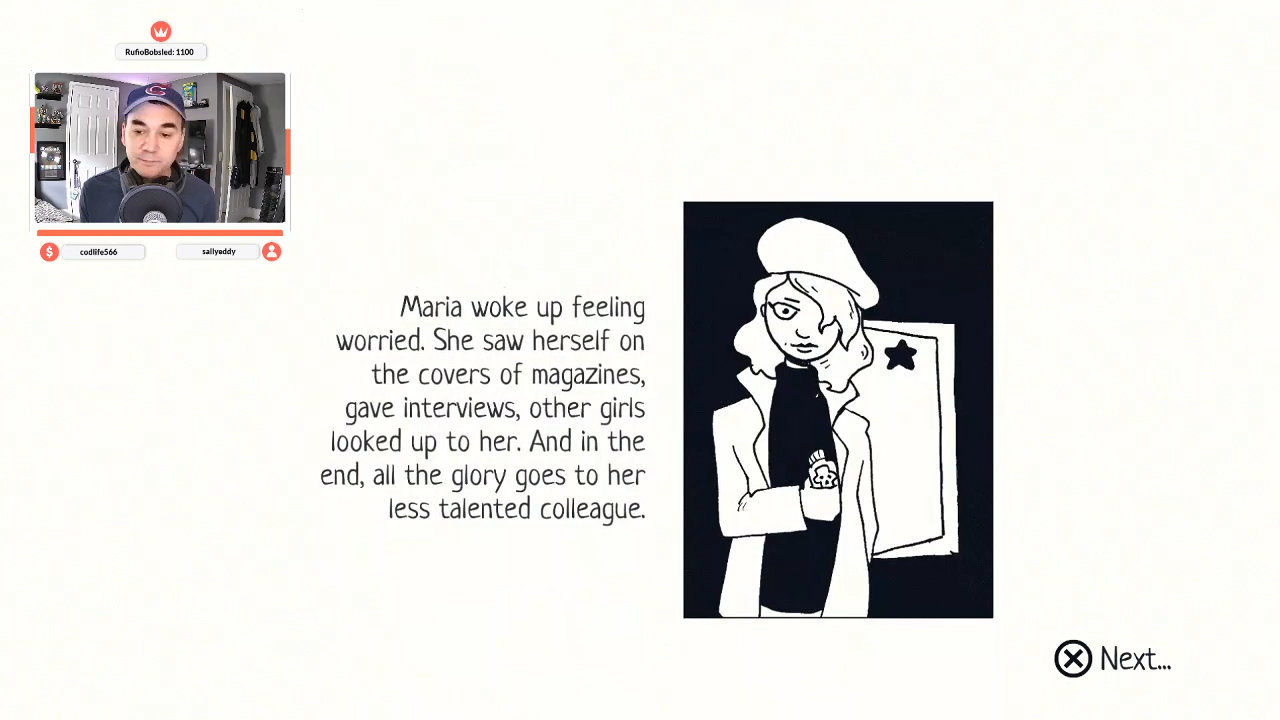 RufioBobsled: 1100
codlife566
sallyeddy
Maria woke up feeling
worried. She saw herself on
the covers of magazines,
gave interviews, other girls
looked up to her. And in the
end, all the glory goes to her
less talented colleague.
Next...